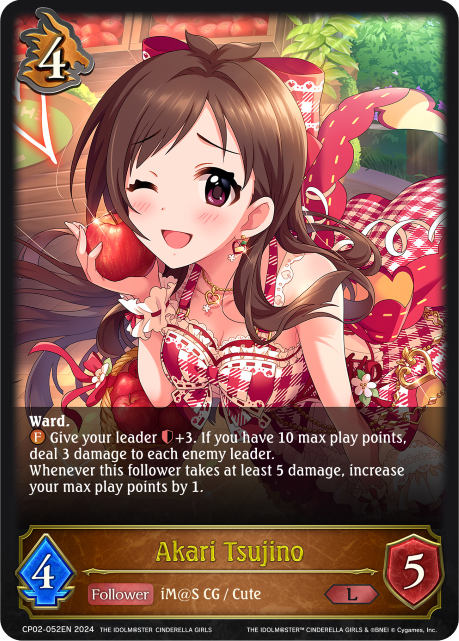 4
Ward.
F Give your leader +3. If you have 10 max play points,
deal 3 damage to each enemy leader.
Whenever this follower takes at least 5 damage, increase
your max play points by 1.
Akari Tsujino
4
5
Follower iM@S CG / Cute
L
CP02-052EN 2024 THE IDOLM@STER CINDERELLA GIRLS THE IDOLM@STER™ CINDERELLA GIRLS & ©BNEI © Cygames, Inc.